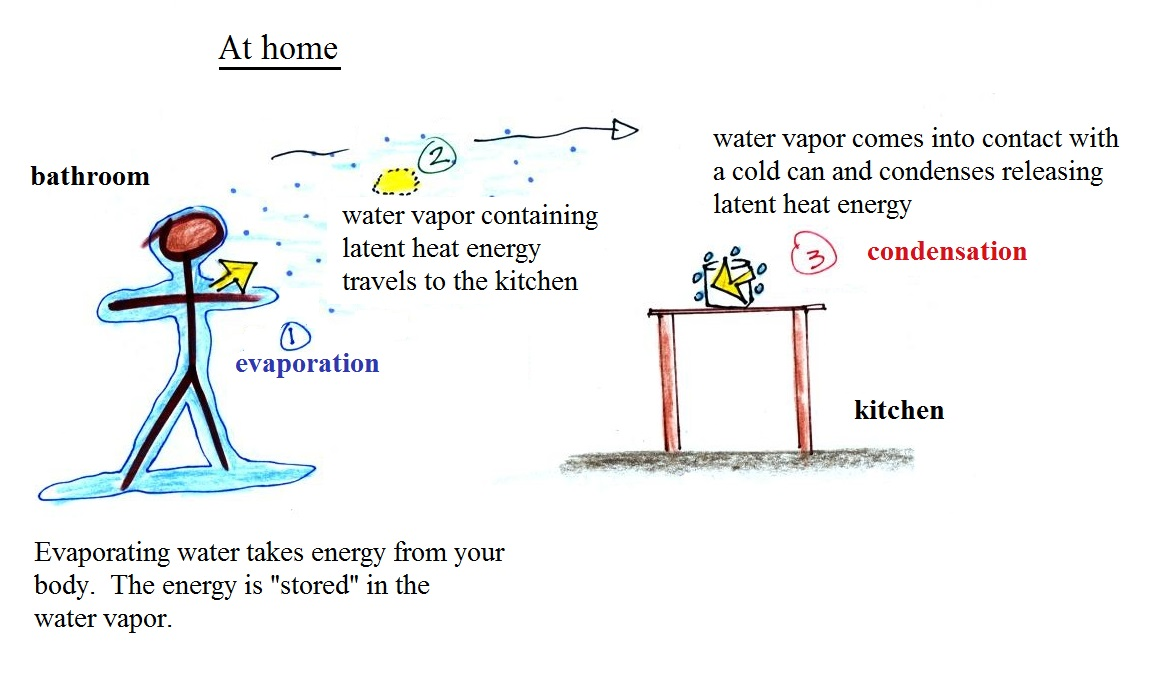 At home
bathroom
②
water vapor containing
latent heat energy
travels to the kitchen
①
evaporation
water vapor comes into contact with
a cold can and condenses releasing
latent heat energy
③
condensation
kitchen
Evaporating water takes energy from your
body.  The energy is "stored" in the
water vapor.